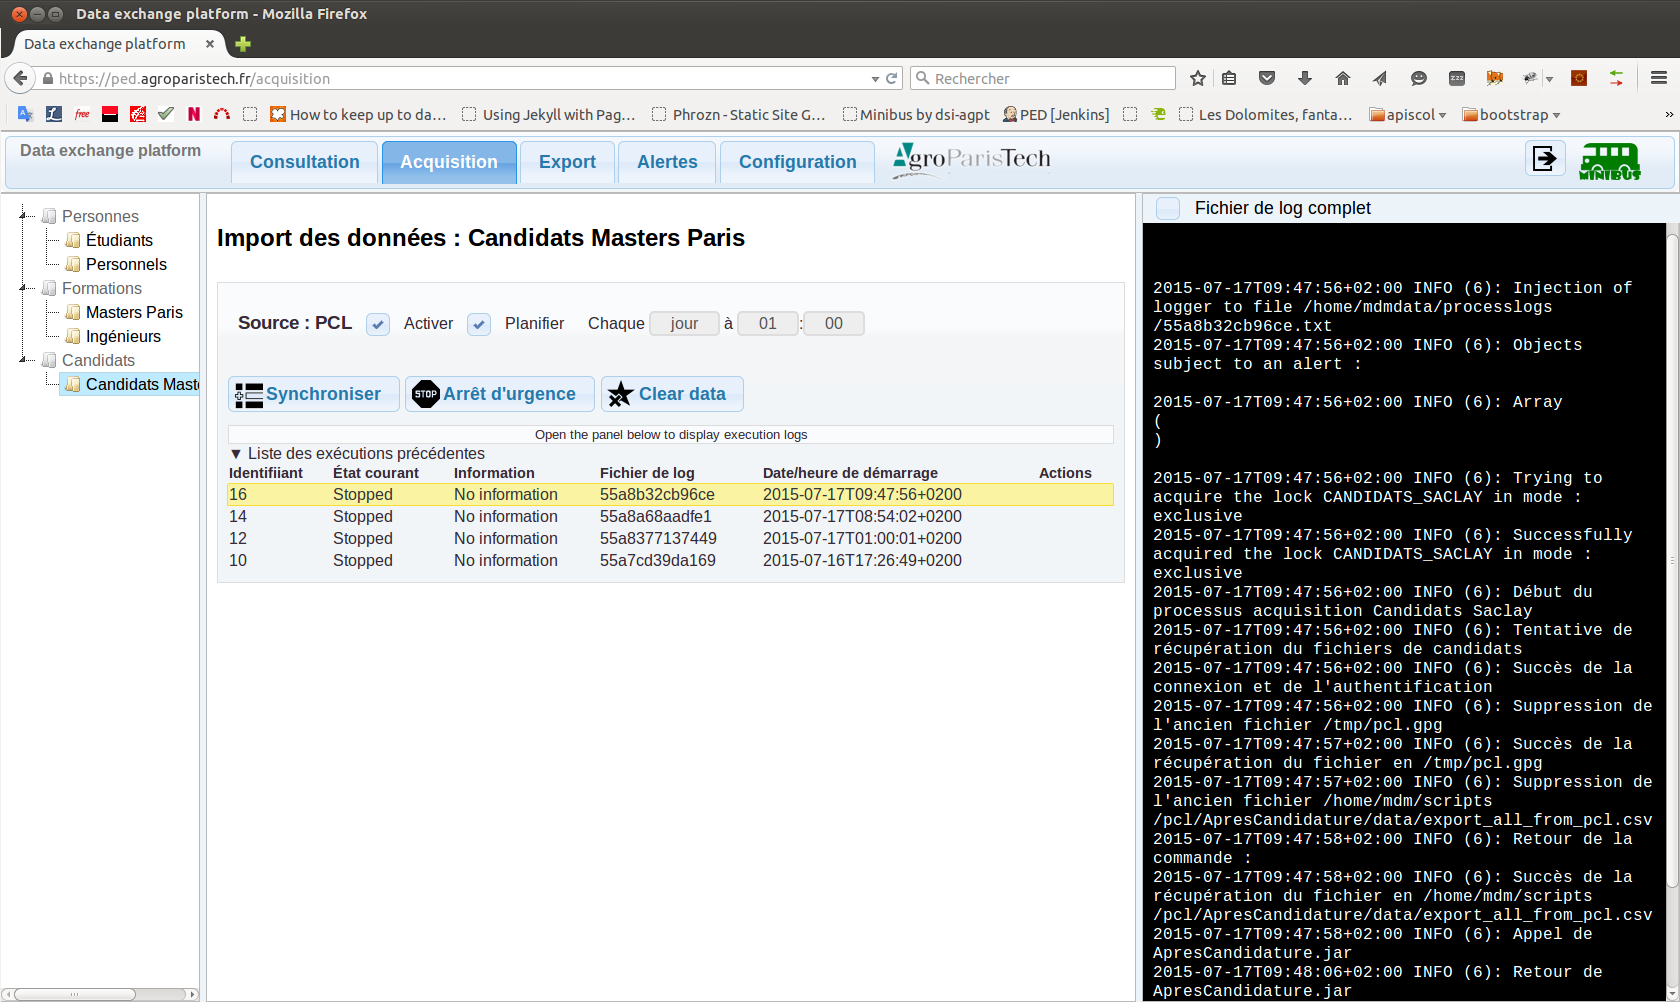 Data exchange platform - Mozilla Firefox
Data exchange platform
https://ped.agroparistech.fr/acquisition
Rechercher
free
How to keep up to da…
Using Jekyll with Pag…
Phrozn - Static Site G…
Minibus by dsi-agpt
PED [Jenkins]
Les Dolomites, fanta…
apiscol
bootstrap
Data exchange platform
Consultation
Acquisition
Export
Alertes
Configuration
AgroParisTech
MINIBUS
Personnes
Étudiants
Personnels
Formations
Masters Paris
Ingénieurs
Candidats
Candidats Mast
Import des données : Candidats Masters Paris
Source : PCL Activer Planifier Chaque jour à 01 : 00
Synchroniser
STOP Arrêt d'urgence
Clear data
Open the panel below to display execution logs
▼ Liste des exécutions précédentes
Identifiiant État courant Information Fichier de log Date/heure de démarrage Actions
16 Stopped No information 55a8b32cb96ce 2015-07-17T09:47:56+0200
14 Stopped No information 55a8a68aadfe1 2015-07-17T08:54:02+0200
12 Stopped No information 55a8377137449 2015-07-17T01:00:01+0200
10 Stopped No information 55a7cd39da169 2015-07-16T17:26:49+0200
Fichier de log complet
2015-07-17T09:47:56+02:00 INFO (6): Injection of
logger to file /home/mdmdata/processlogs
/55a8b32cb96ce.txt
2015-07-17T09:47:56+02:00 INFO (6): Objects
subject to an alert :
2015-07-17T09:47:56+02:00 INFO (6): Array
(
)
2015-07-17T09:47:56+02:00 INFO (6): Trying to
acquire the lock CANDIDATS_SACLAY in mode :
exclusive
2015-07-17T09:47:56+02:00 INFO (6): Successfully
acquired the lock CANDIDATS_SACLAY in mode :
exclusive
2015-07-17T09:47:56+02:00 INFO (6): Début du
processus acquisition Candidats Saclay
2015-07-17T09:47:56+02:00 INFO (6): Tentative de
récupération du fichiers de candidats
2015-07-17T09:47:56+02:00 INFO (6): Succès de la
connexion et de l'authentification
2015-07-17T09:47:56+02:00 INFO (6): Suppression de
l'ancien fichier /tmp/pcl.gpg
2015-07-17T09:47:57+02:00 INFO (6): Succès de la
récupération du fichier en /tmp/pcl.gpg
2015-07-17T09:47:57+02:00 INFO (6): Suppression de
l'ancien fichier /home/mdm/scripts
/pcl/ApresCandidature/data/export_all_from_pcl.csv
2015-07-17T09:47:58+02:00 INFO (6): Retour de la
commande :
2015-07-17T09:47:58+02:00 INFO (6): Succès de la
récupération du fichier en /home/mdm/scripts
/pcl/ApresCandidature/data/export_all_from_pcl.csv
2015-07-17T09:47:58+02:00 INFO (6): Appel de
ApresCandidature.jar
2015-07-17T09:48:06+02:00 INFO (6): Retour de
ApresCandidature.jar